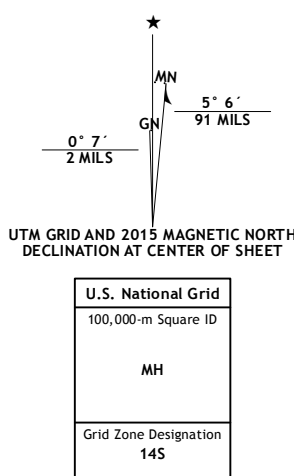 ★
MN
GN
5° 6´
91 MILS
0° 7´
2 MILS
UTM GRID AND 2015 MAGNETIC NORTH
DECLINATION AT CENTER OF SHEET
U.S. National Grid
100,000-m Square ID
MH
Grid Zone Designation
14S